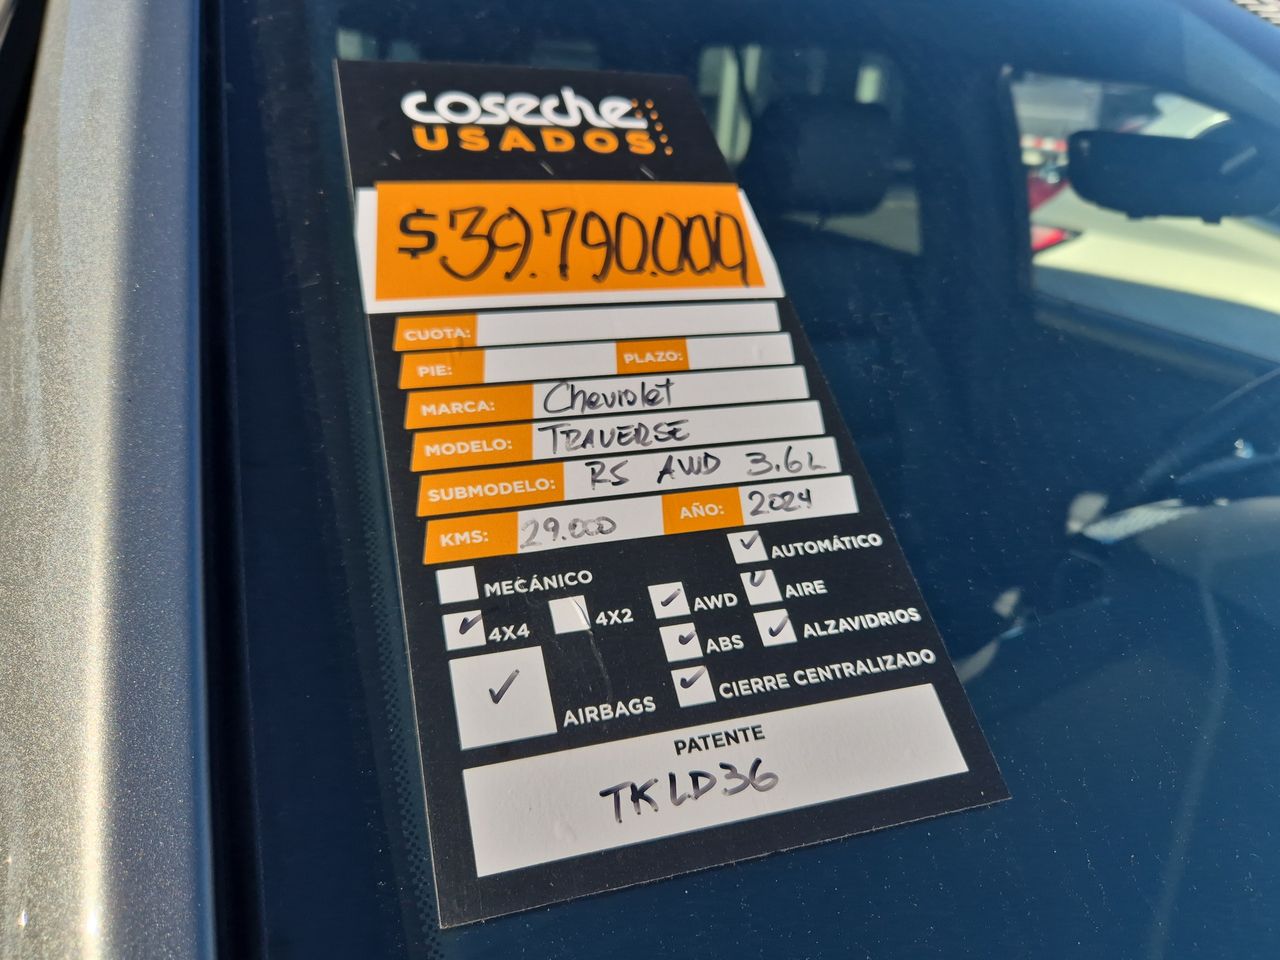 coseche
USADOS
$39.790.000
CUOTA:
PIE: PLAZO:
MARCA: Chevrolet
MODELO: TRAVERSE
SUBMODELO: RS AWD 3.6L
KMS: 29.000 AÑO: 2024
MECÁNICO AUTOMÁTICO
4X4 4X2 AWD AIRE
ABS ALZAVIDRIOS
AIRBAGS CIERRE CENTRALIZADO
PATENTE
TKLD36